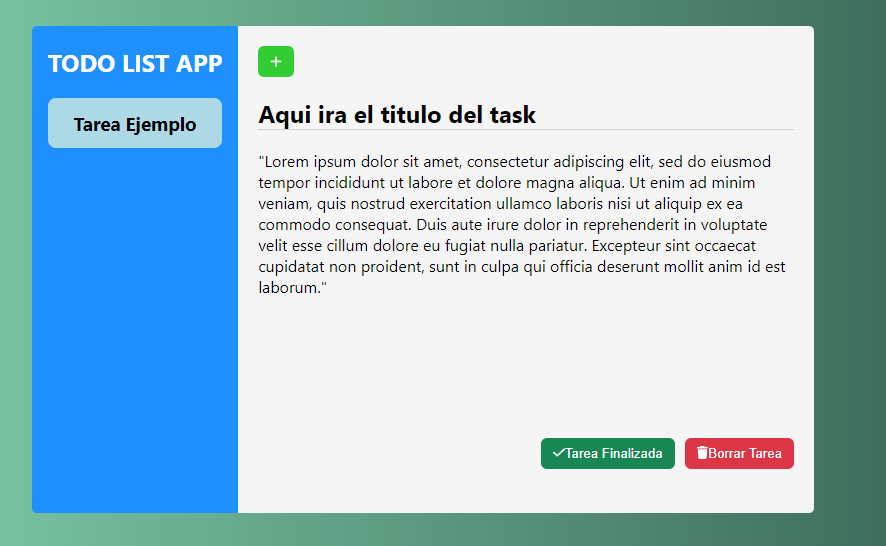 TODO LIST APP
Tarea Ejemplo
+
Aqui ira el titulo del task
"Lorem ipsum dolor sit amet, consectetur adipiscing elit, sed do eiusmod
tempor incididunt ut labore et dolore magna aliqua. Ut enim ad minim
veniam, quis nostrud exercitation ullamco laboris nisi ut aliquip ex ea
commodo consequat. Duis aute irure dolor in reprehenderit in voluptate
velit esse cillum dolore eu fugiat nulla pariatur. Excepteur sint occaecat
cupidatat non proident, sunt in culpa qui officia deserunt mollit anim id est
laborum."
Tarea Finalizada
Borrar Tarea